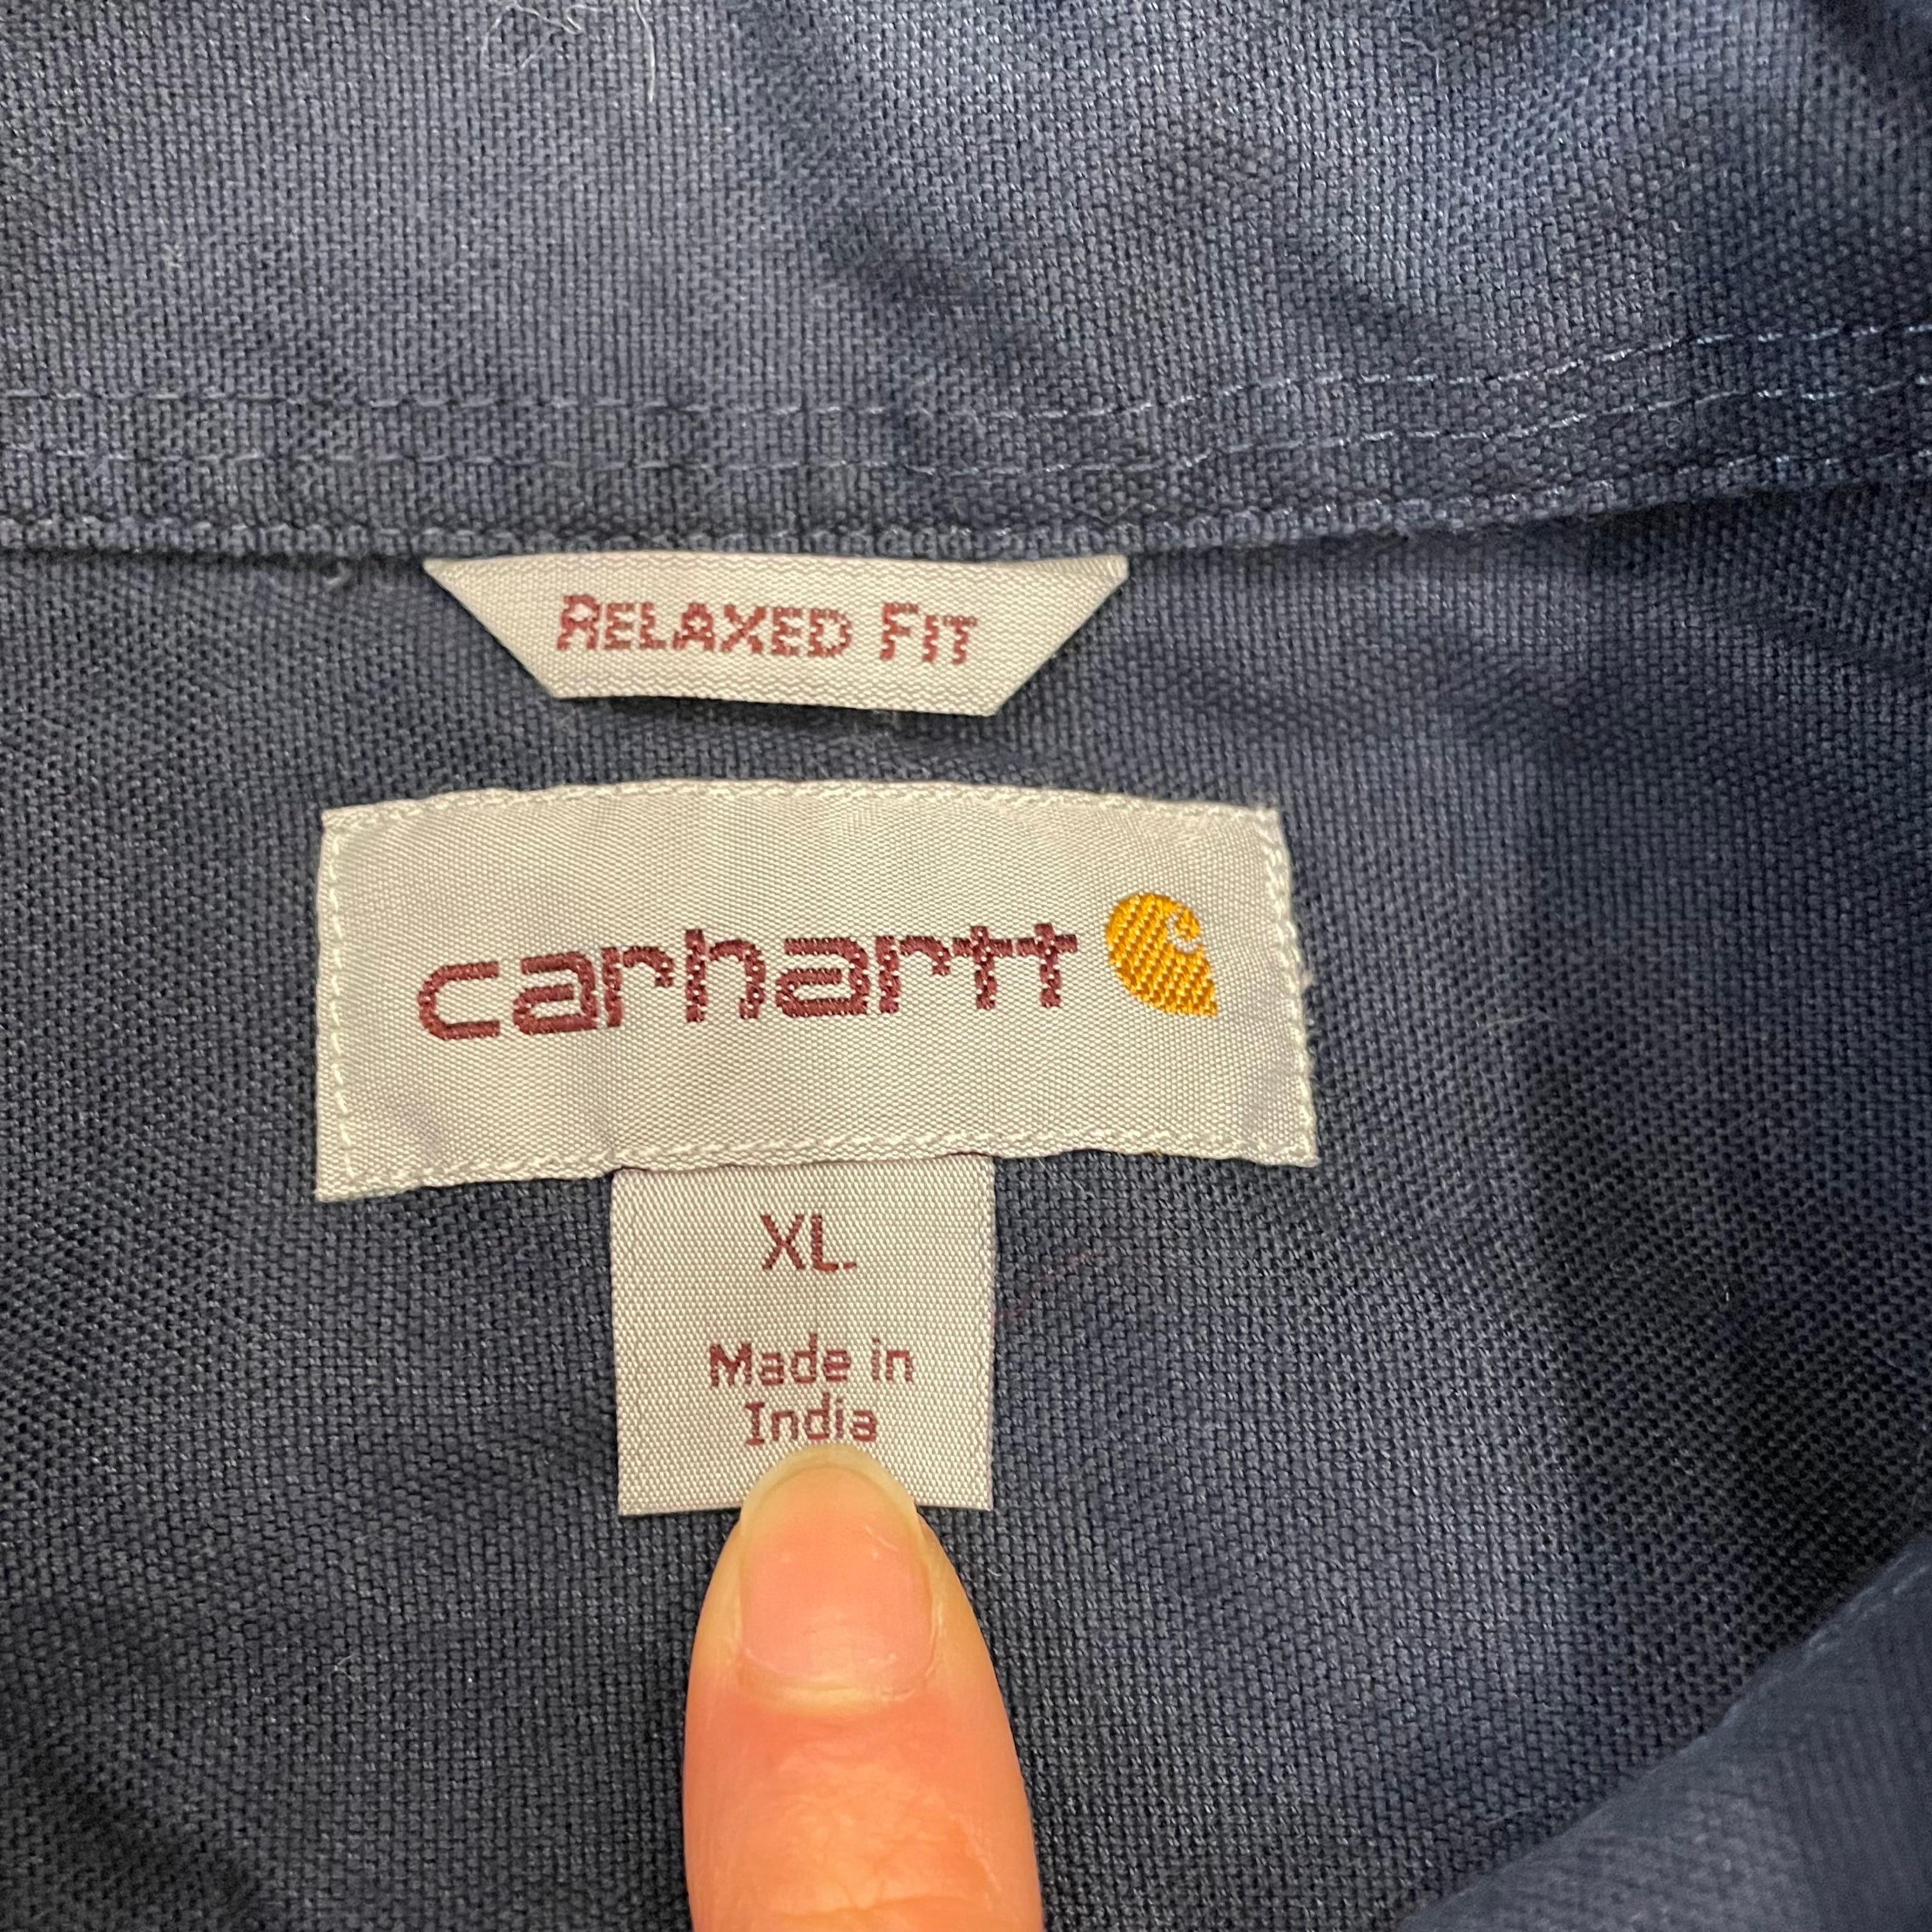 RELAXED FIT
carhartt
XL
Made in
India